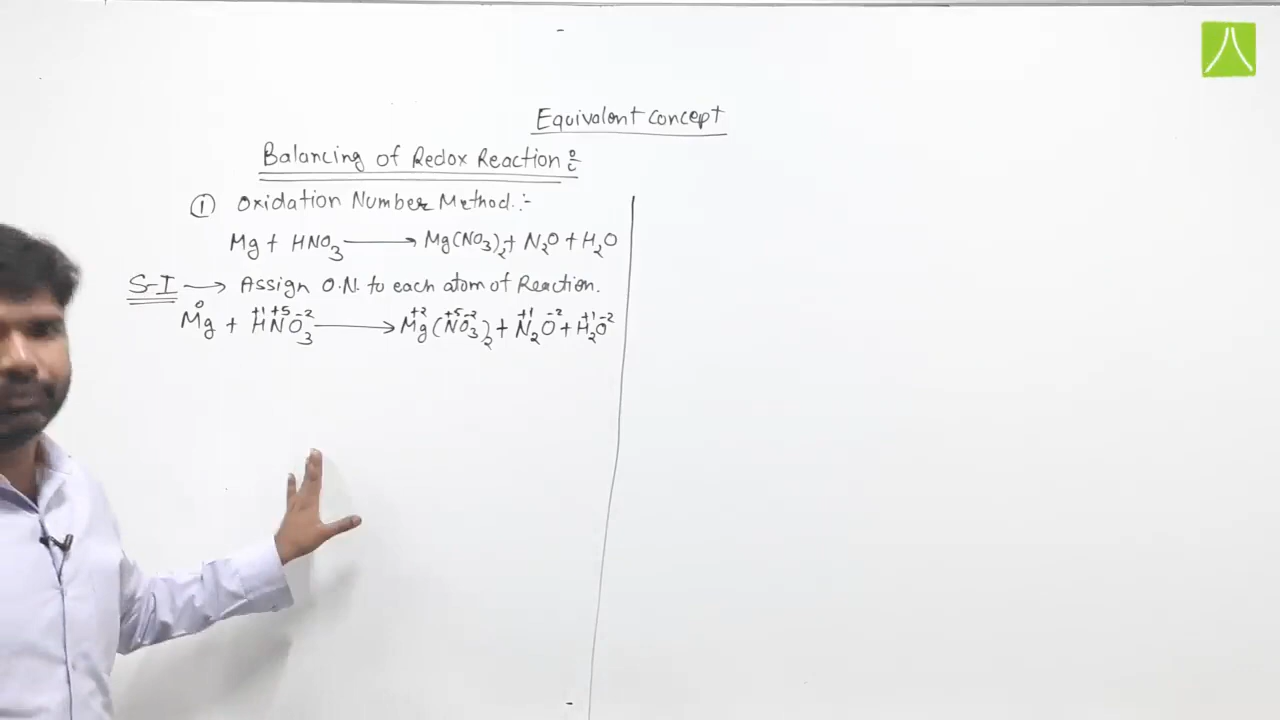 Equivalent Concept
Balancing of Redox Reaction :-
① Oxidation Number Method :-
Mg + HNO₃ ⟶ Mg(NO₃)₂ + N₂O + H₂O
S-I ⟶ Assign O.N. to each atom of Reaction.
0 +1 +5 -2 +2 +5 -2 +1 -2 +1 -2
Mg + HNO₃ ⟶ Mg(NO₃)₂ + N₂O + H₂O